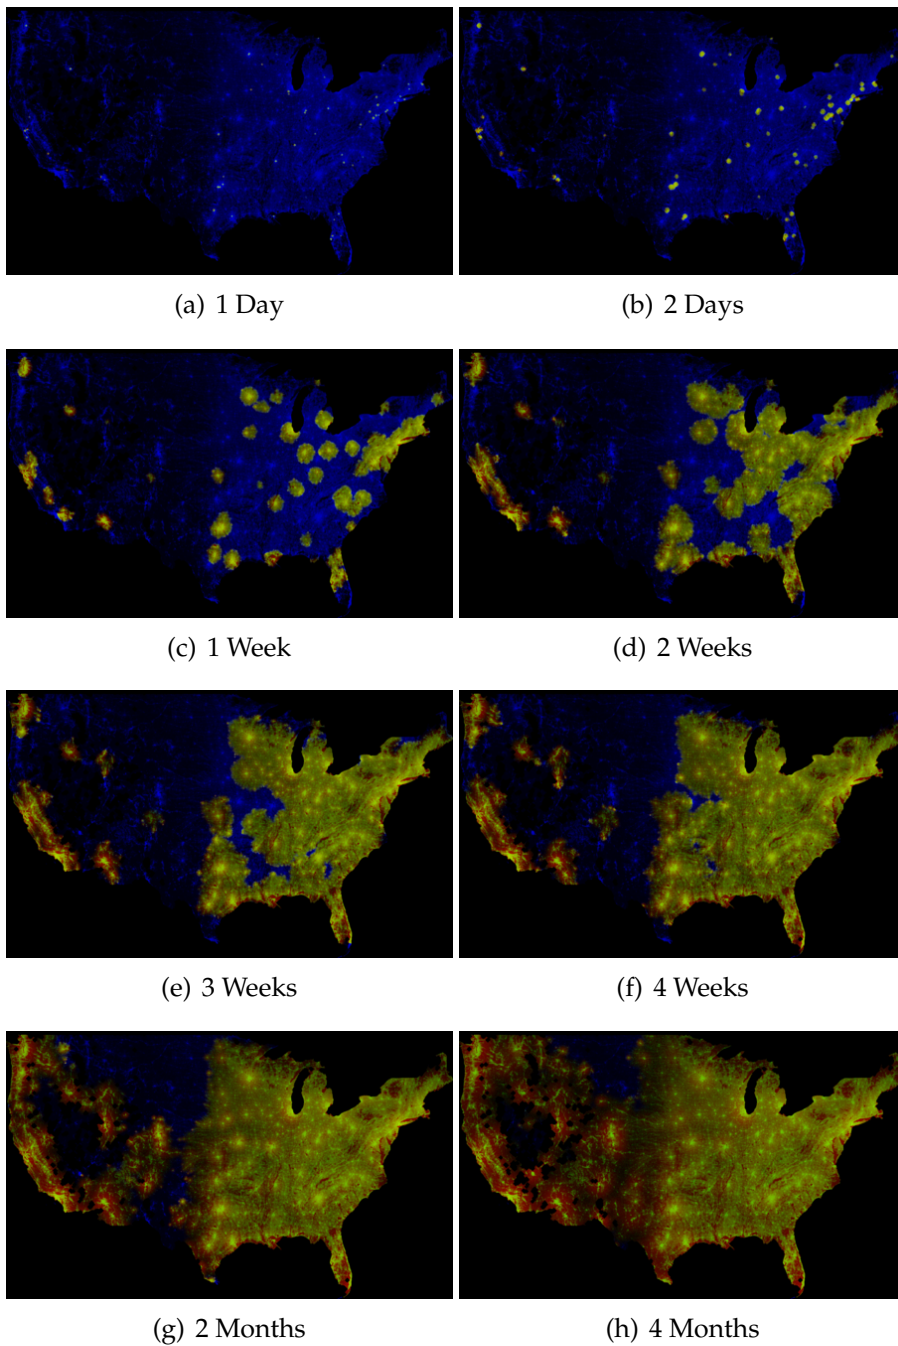 (a) 1 Day
(b) 2 Days
(c) 1 Week
(d) 2 Weeks
(e) 3 Weeks
(f) 4 Weeks
(g) 2 Months
(h) 4 Months